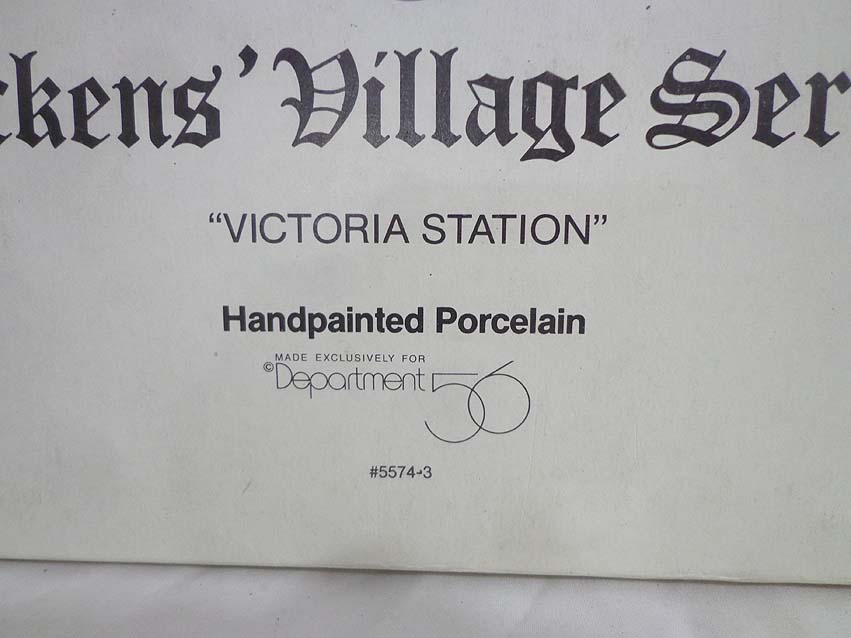 ckens' Village Ser
“VICTORIA STATION”
Handpainted Porcelain
MADE EXCLUSIVELY FOR
©Department 56
#5574-3